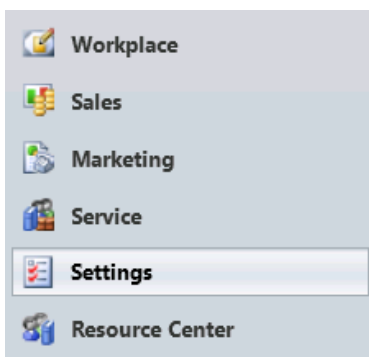 Workplace
Sales
Marketing
Service
Settings
Resource Center